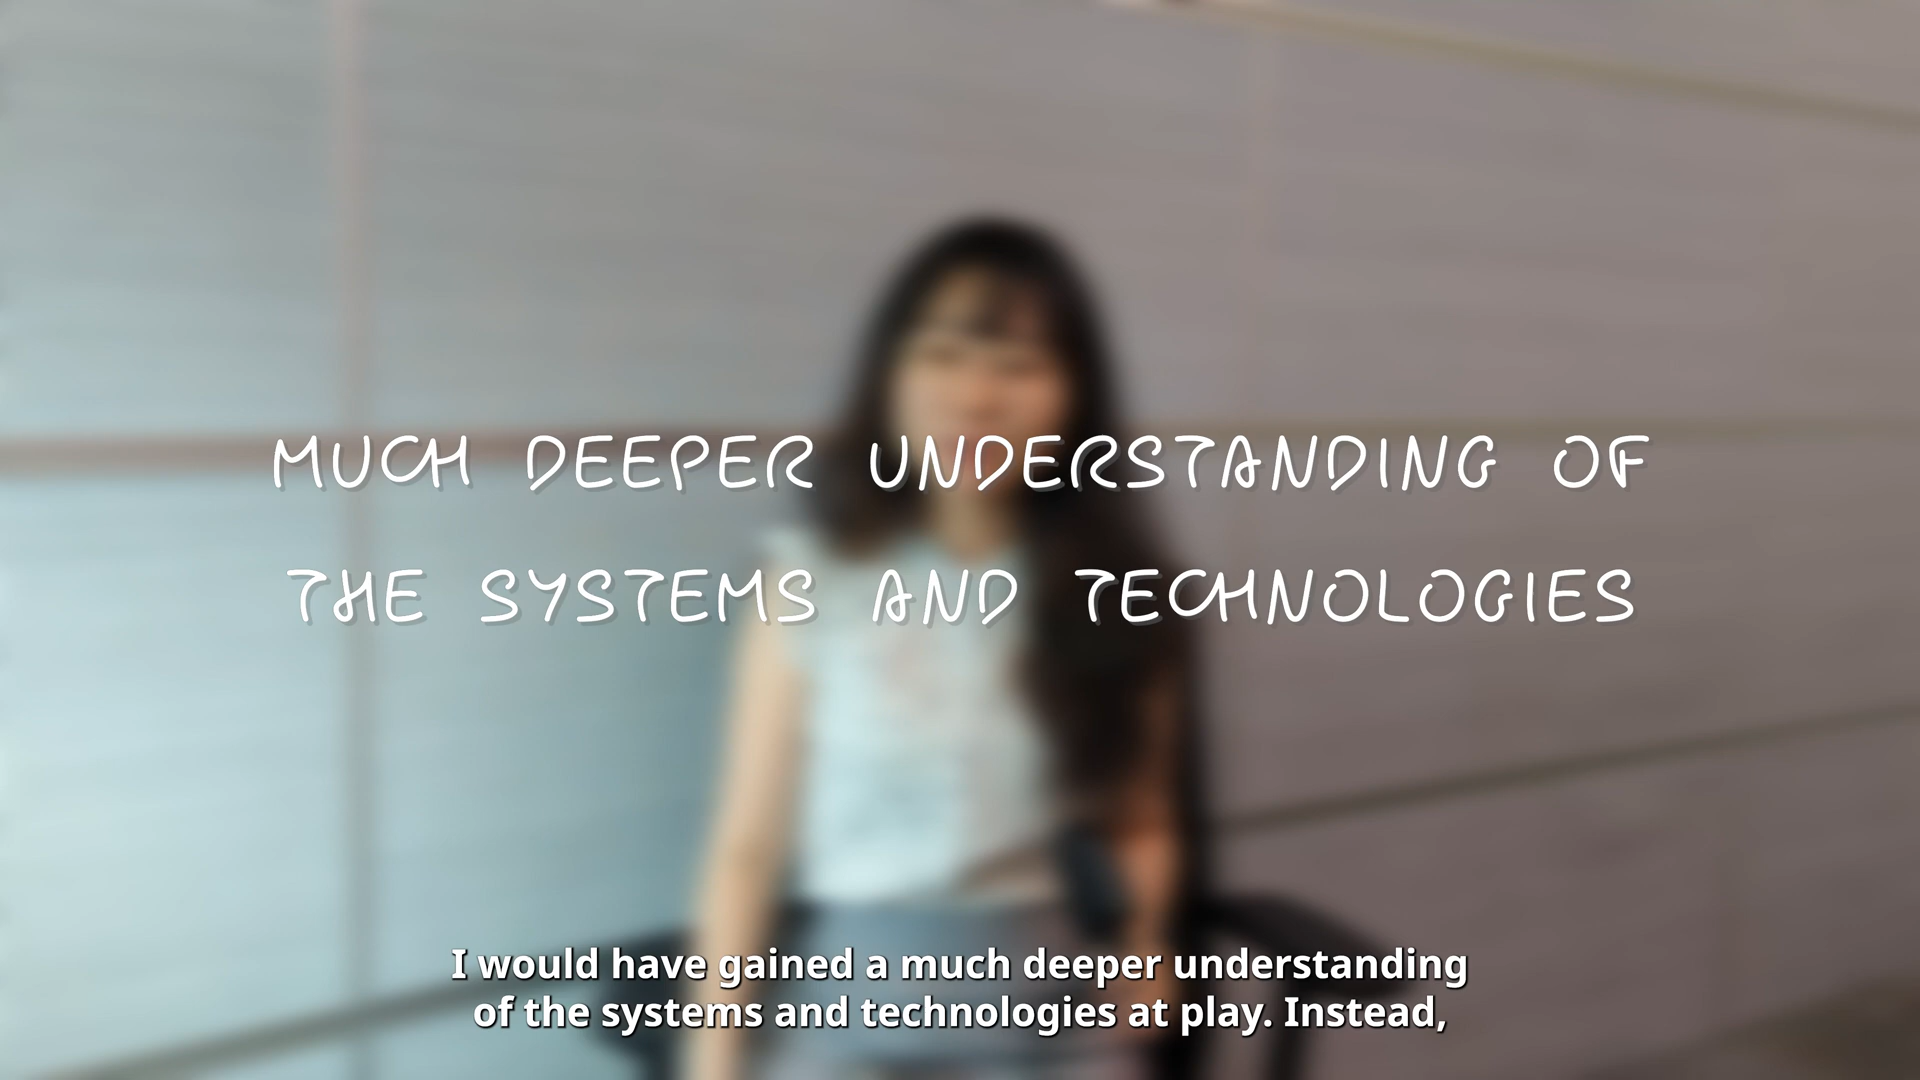 MUCH DEEPER UNDERSTANDING OF
THE SYSTEMS AND TECHNOLOGIES
I would have gained a much deeper understanding
of the systems and technologies at play. Instead,